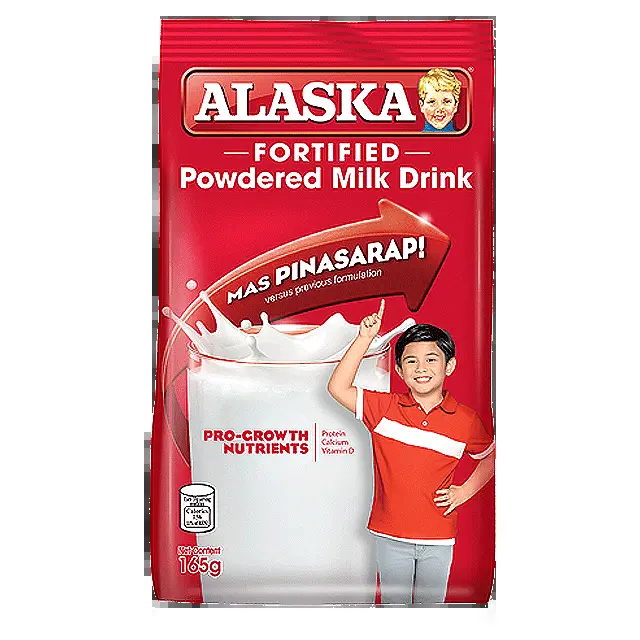 ALASKA
®
FORTIFIED
Powdered Milk Drink
MAS PINASARAP!
versus previous formulation
PRO-GROWTH
NUTRIENTS
Protein
Calcium
Vitamin D
Calories
Net Content
165g